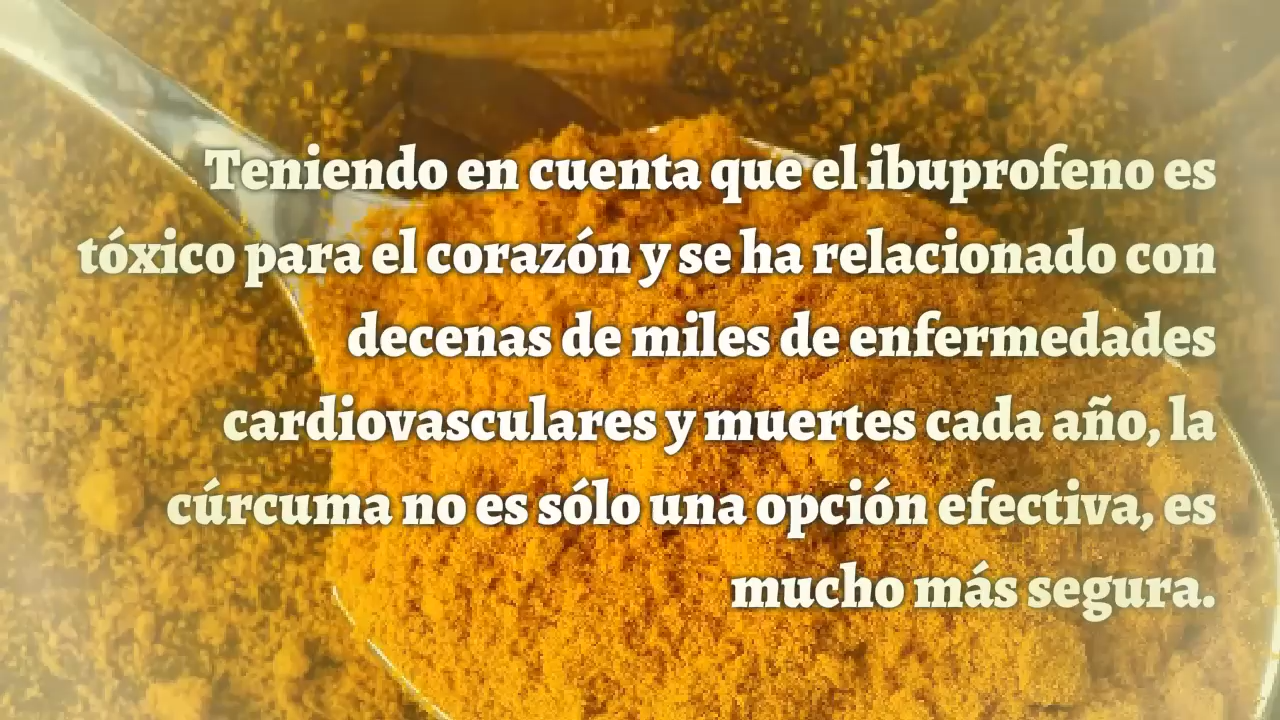 Teniendo en cuenta que el ibuprofeno es
tóxico para el corazón y se ha relacionado con
decenas de miles de enfermedades
cardiovasculares y muertes cada año, la
cúrcuma no es sólo una opción efectiva, es
mucho más segura.